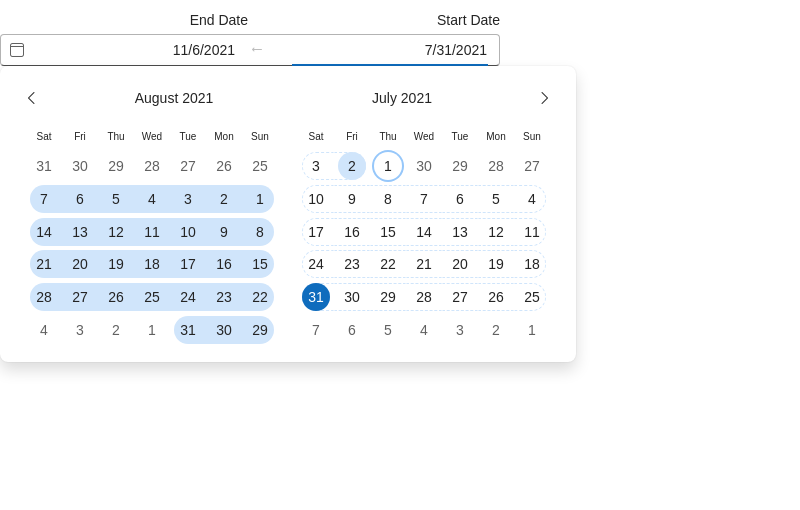 End Date
Start Date
11/6/2021 ← 7/31/2021
August 2021
Sat Fri Thu Wed Tue Mon Sun
31 30 29 28 27 26 25
7 6 5 4 3 2 1
14 13 12 11 10 9 8
21 20 19 18 17 16 15
28 27 26 25 24 23 22
4 3 2 1 31 30 29
July 2021
Sat Fri Thu Wed Tue Mon Sun
3 2 1 30 29 28 27
10 9 8 7 6 5 4
17 16 15 14 13 12 11
24 23 22 21 20 19 18
31 30 29 28 27 26 25
7 6 5 4 3 2 1